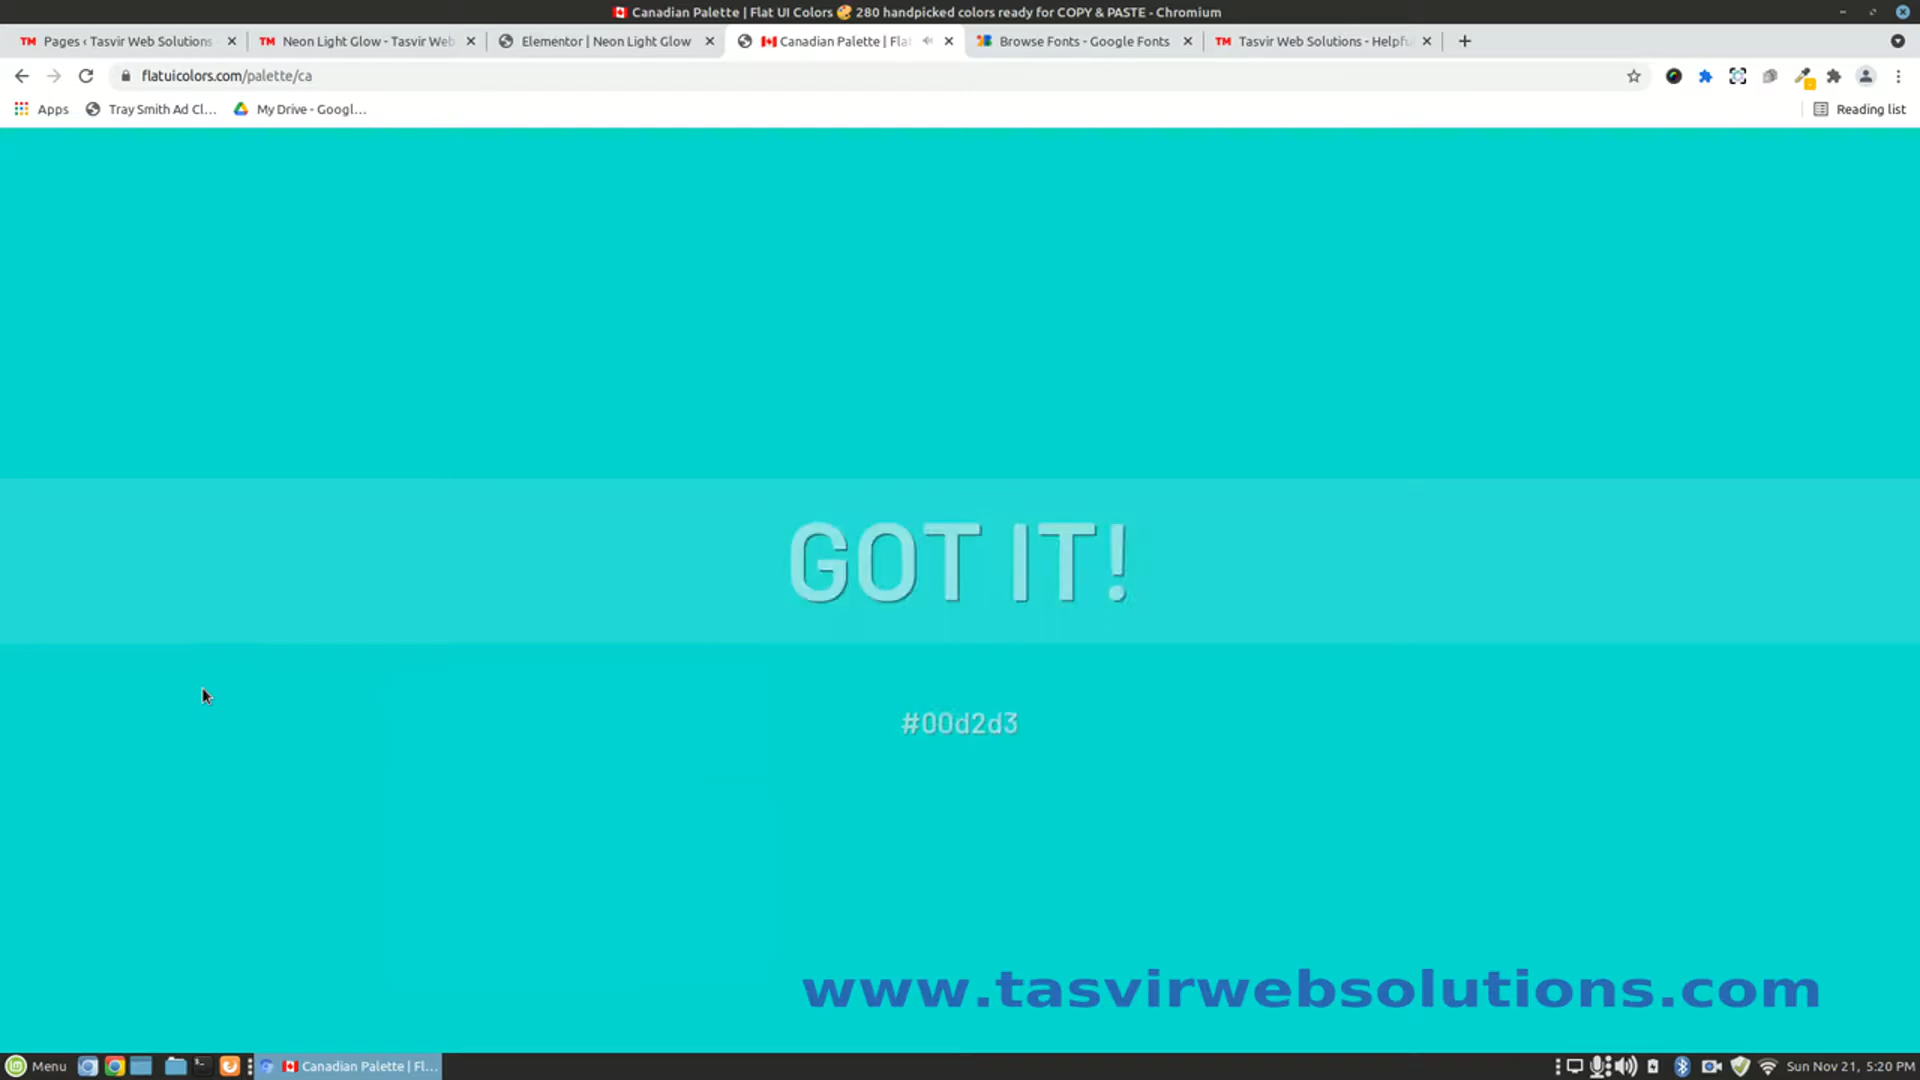 Canadian Palette | Flat UI Colors 🎨 280 handpicked colors ready for COPY & PASTE - Chromium
Pages ‹ Tasvir Web Solutions
Neon Light Glow - Tasvir Web
Elementor | Neon Light Glow
Canadian Palette | Fla
Browse Fonts - Google Fonts
Tasvir Web Solutions - Helpfu
flatuicolors.com/palette/ca
Apps
Tray Smith Ad Cl...
My Drive - Googl...
Reading list
GOT IT!
#00d2d3
www.tasvirwebsolutions.com
Menu
Canadian Palette | Fl...
Sun Nov 21, 5:20 PM